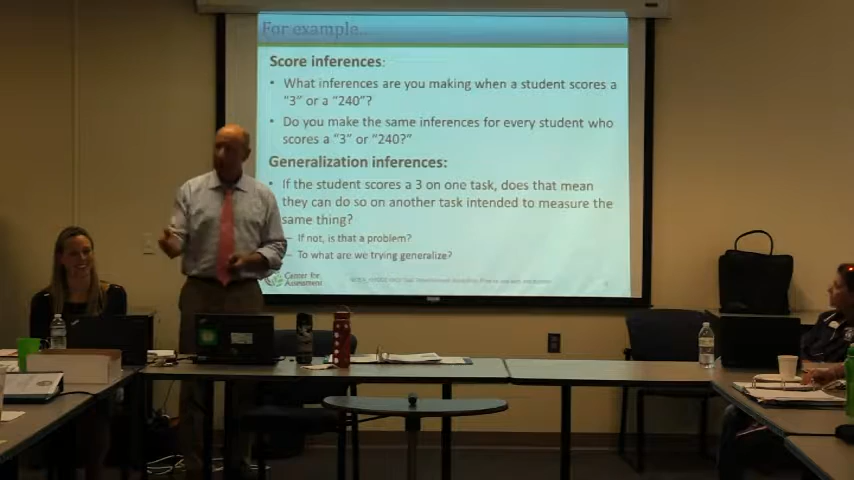 For example...
Score inferences:
• What inferences are you making when a student scores a
"3" or a "240"?
• Do you make the same inferences for every student who
scores a "3" or "240?"
Generalization inferences:
• If the student scores a 3 on one task, does that mean
they can do so on another task intended to measure the
same thing?
– If not, is that a problem?
– To what are we trying generalize?
Center for
Assessment